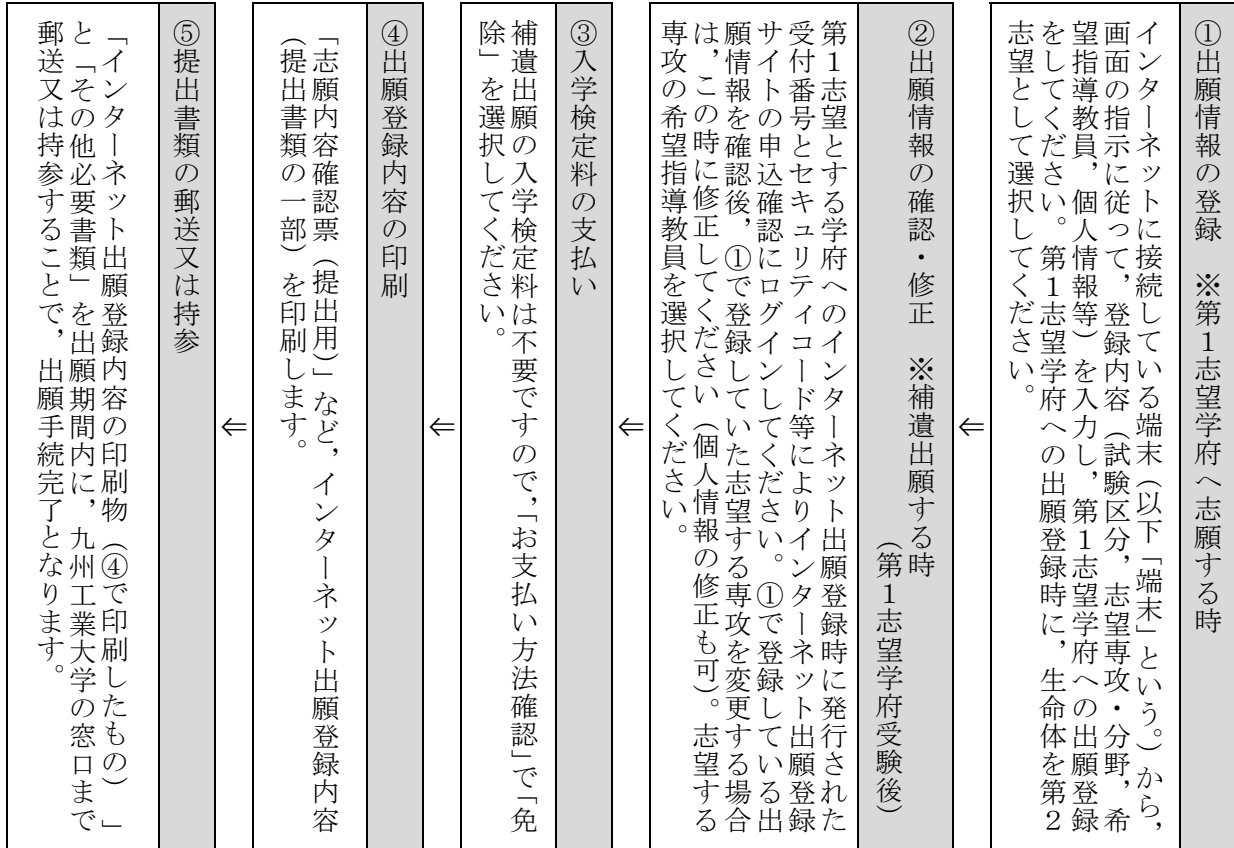 ①出願情報の登録　※第1志望学府へ志願する時
インターネットに接続している端末（以下「端末」という。）から，
画面の指示に従って，登録内容（試験区分，志望専攻・分野，希
望指導教員，個人情報等）を入力し，第1志望学府への出願登録
をしてください。第1志望学府への出願登録時に，生命体を第2
志望として選択してください。
⇐
②出願情報の確認・修正　※補遺出願する時
（第1志望学府受験後）
第1志望とする学府へのインターネット出願登録時に発行された
受付番号とセキュリティコード等によりインターネット出願登録
サイトの申込確認にログインしてください。①で登録している出
願情報を確認後，①で登録していた志望する専攻を変更する場合
は，この時に修正してください（個人情報の修正も可）。志望する
専攻の希望指導教員を選択してください。
⇐
③入学検定料の支払い
補遺出願の入学検定料は不要ですので，「お支払い方法確認」で「免
除」を選択してください。
⇐
④出願登録内容の印刷
「志願内容確認票（提出用）」など，インターネット出願登録内容
（提出書類の一部）を印刷します。
⇐
⑤提出書類の郵送又は持参
「インターネット出願登録内容の印刷物（④で印刷したもの）」
と「その他必要書類」を出願期間内に，九州工業大学の窓口まで
郵送又は持参することで，出願手続完了となります。